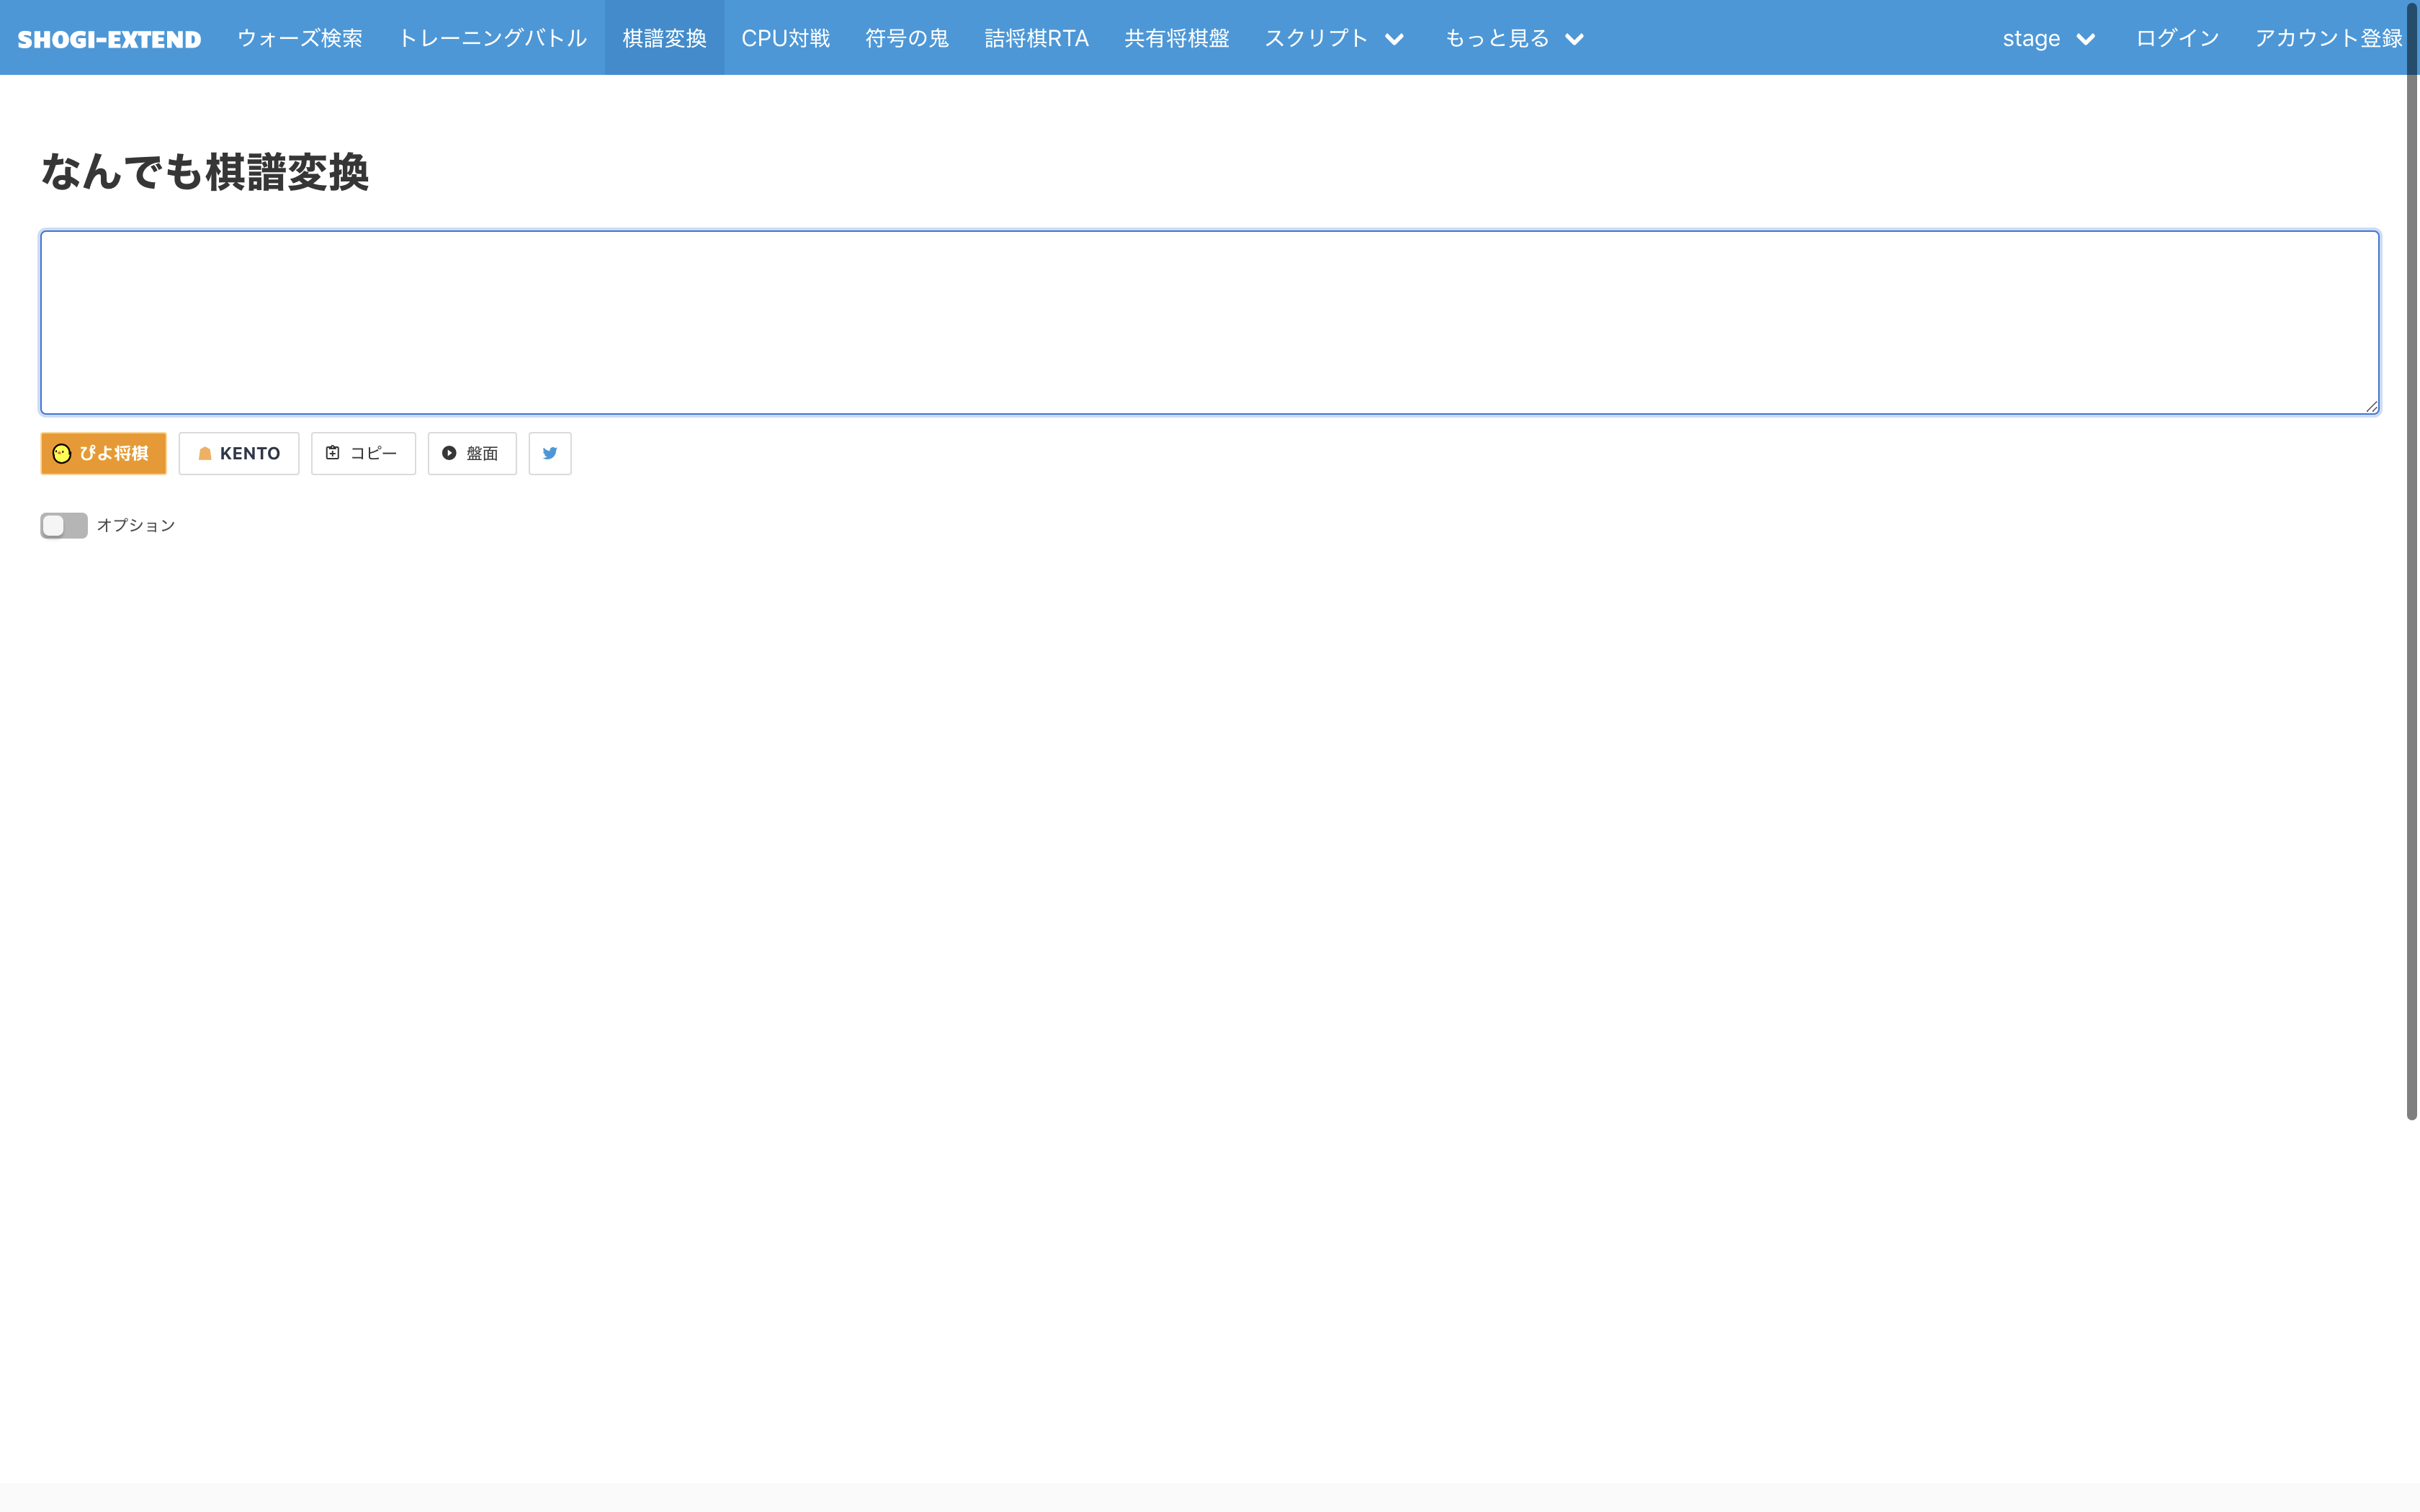 SHOGI-EXTEND ウォーズ検索 トレーニングバトル 棋譜変換 CPU対戦 符号の鬼 詰将棋RTA 共有将棋盤 スクリプト もっと見る stage ログイン アカウント登録
なんでも棋譜変換
ぴよ将棋 KENTO コピー 盤面
オプション